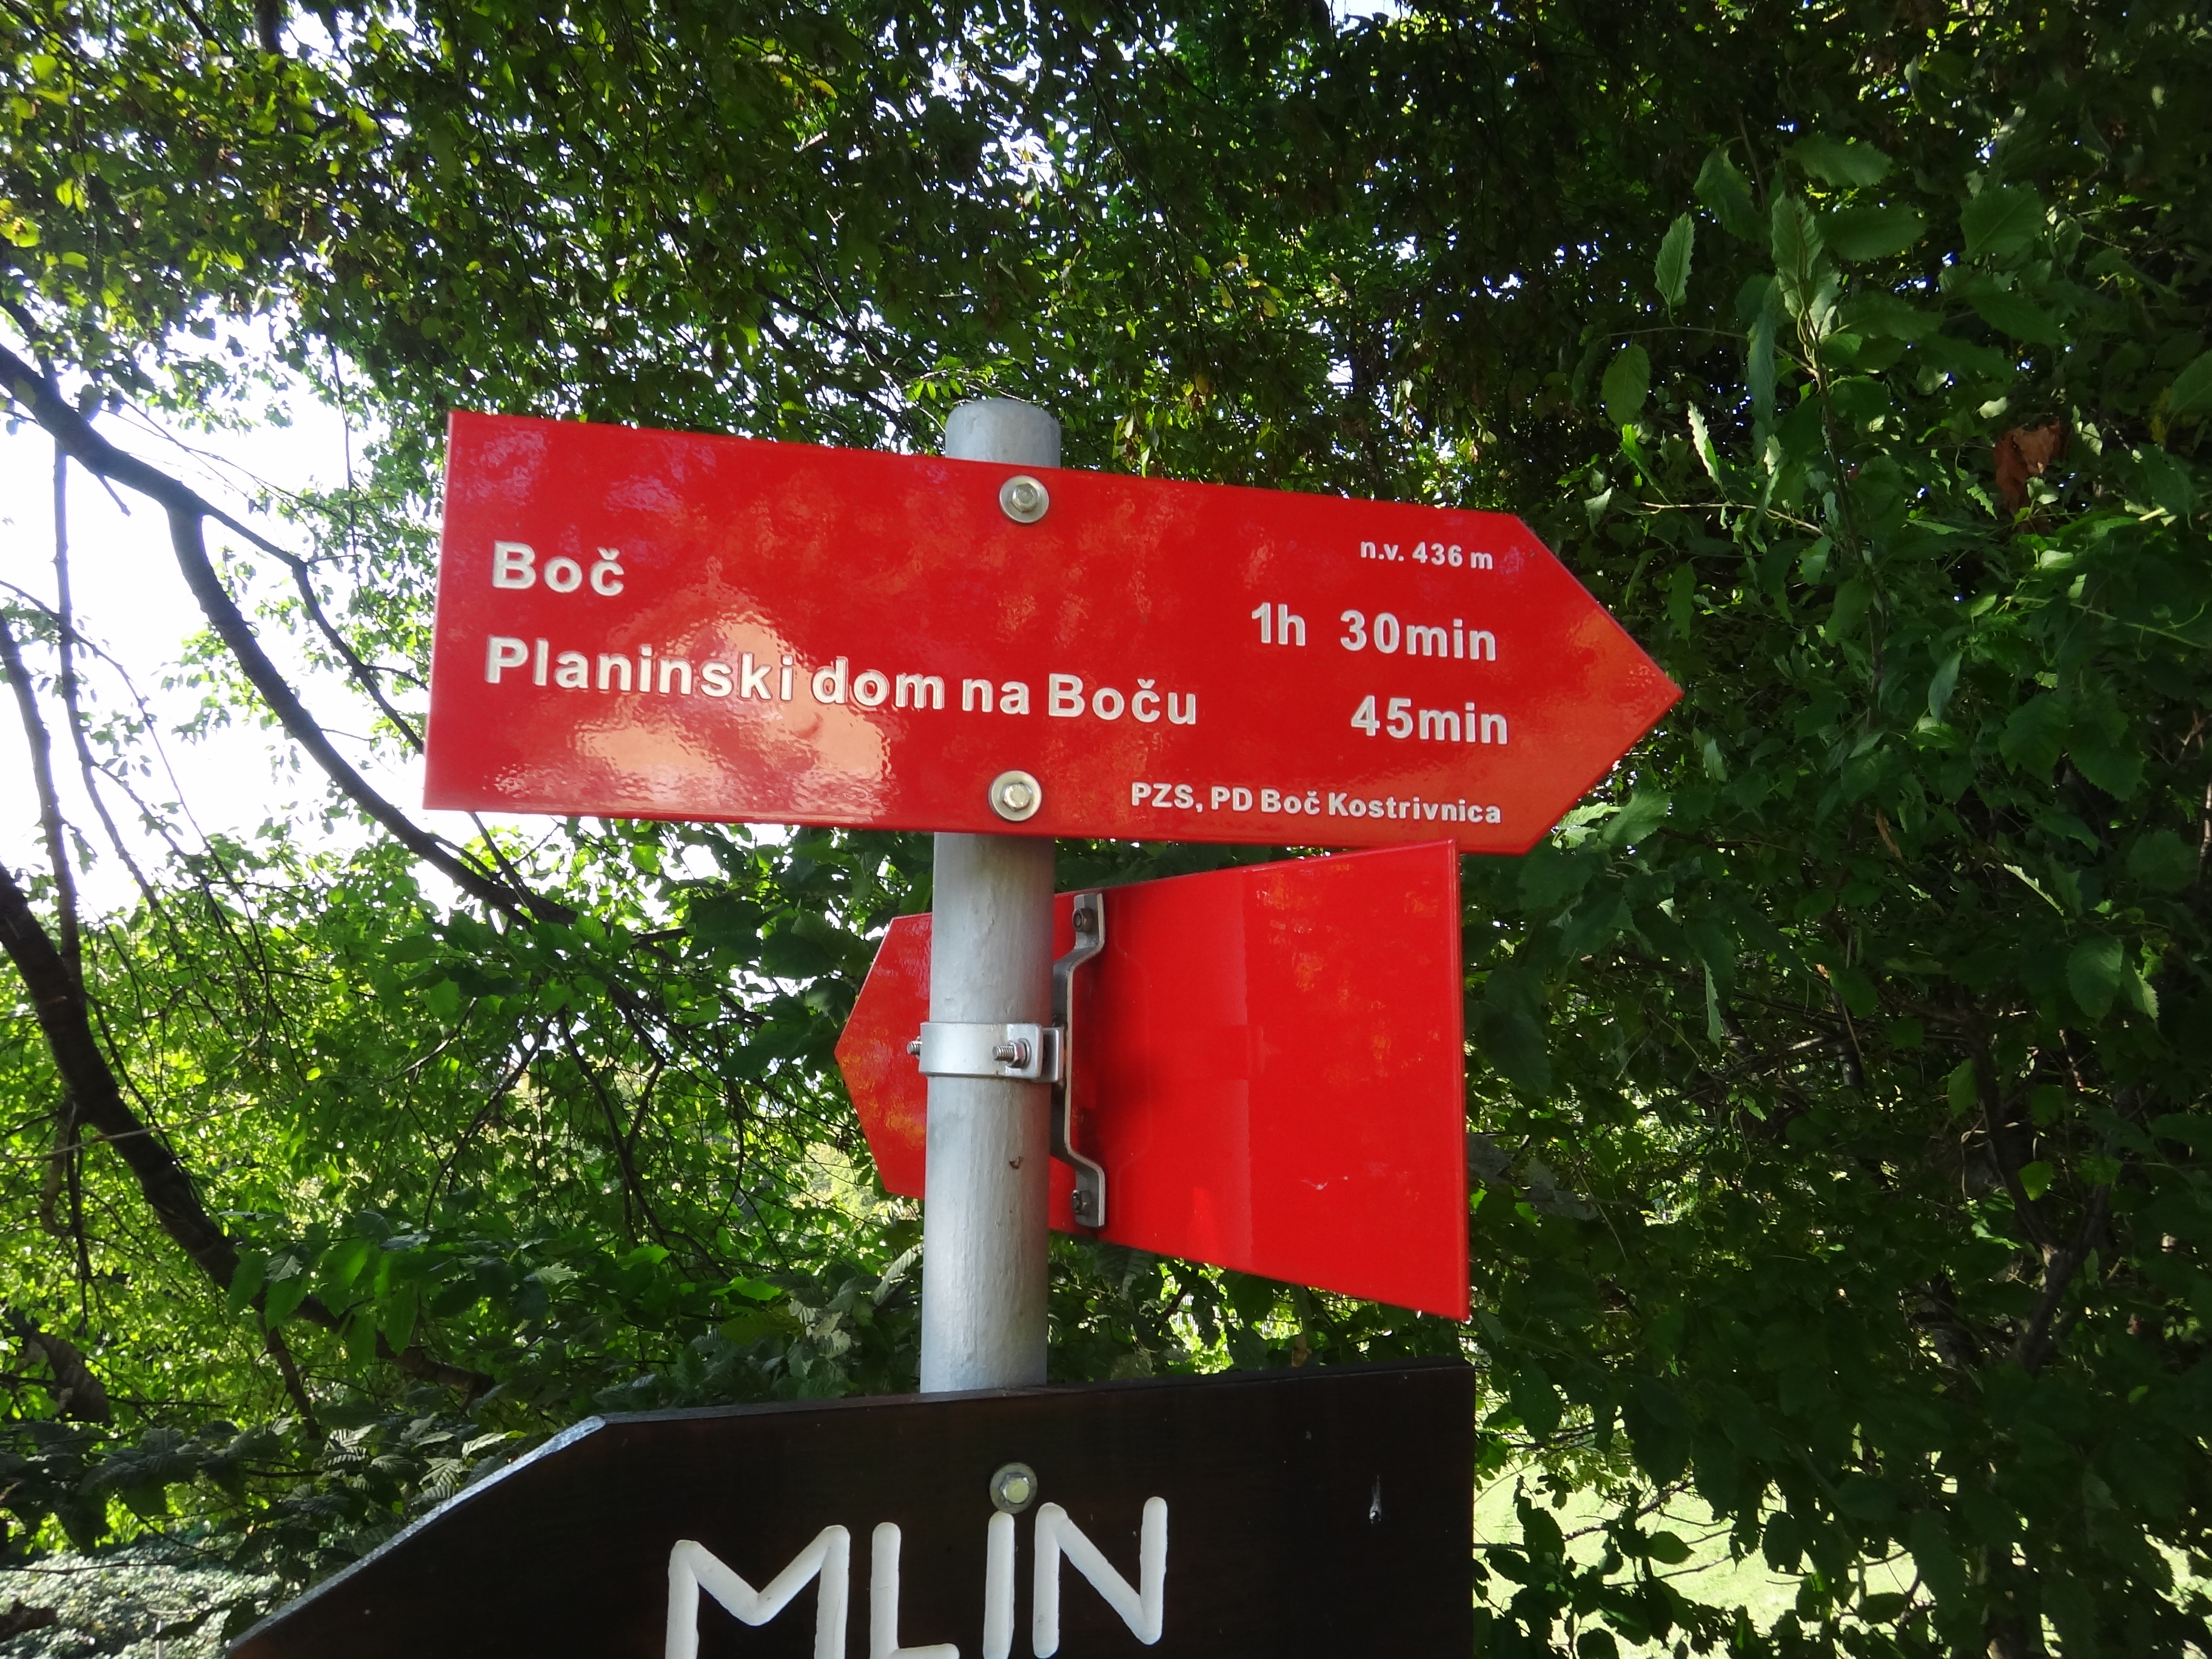 n.v. 436 m
Boč 1h 30min
Planinski dom na Boču 45min
PZS, PD Boč Kostrivnica
MLIN